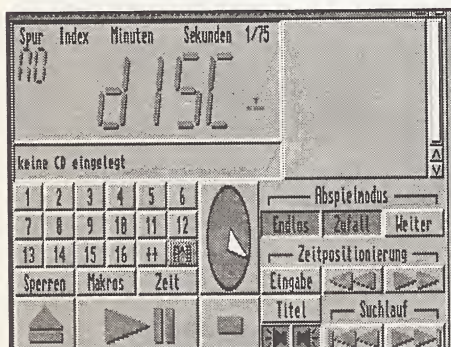 Spur Index Minuten Sekunden 1/75
no dISC
keine CD eingelegt
1 2 3 4 5 6
7 8 9 10 11 12
13 14 15 16 ++
Sperren Makros Zeit
Abspielmodus
Endlos Zufall Weiter
Zeitpositionierung
Eingabe
Titel Suchlauf